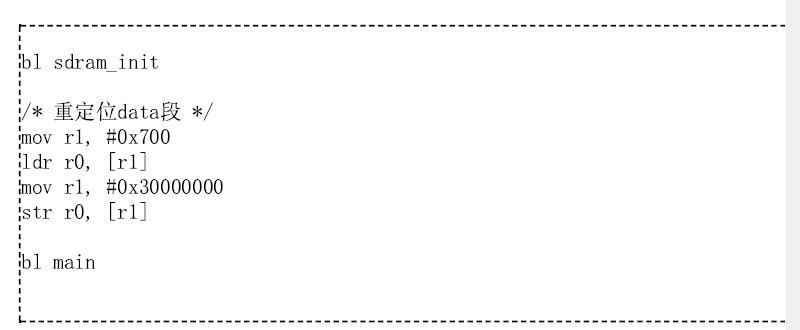 bl sdram_init
/* 重定位data段 */
mov r1, #0x700
ldr r0, [r1]
mov r1, #0x30000000
str r0, [r1]
bl main